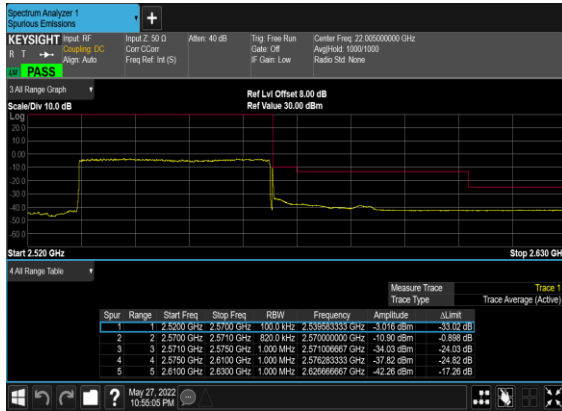 Spectrum Analyzer 1
Spurious Emissions
KEYSIGHT
R T
LV PASS
Input: RF
Coupling: DC
Align: Auto
Input Z: 50 Ω
Corr CCorr
Freq Ref: Int (S)
Atten: 40 dB
Trig: Free Run
Gate: Off
IF Gain: Low
Center Freq: 22.005000000 GHz
Avg|Hold: 1000/1000
Radio Std: None
3 All Range Graph
Ref Lvl Offset 8.00 dB
Scale/Div 10.0 dB
Ref Value 30.00 dBm
Log
20.0
10.0
0.00
-10.0
-20.0
-30.0
-40.0
-50.0
-60.0
Start 2.520 GHz
Stop 2.630 GH
4 All Range Table
Measure Trace Trace 1
Trace Type Trace Average (Active)
Spur Range Start Freq Stop Freq RBW Frequency Amplitude ΔLimit
1 1 2.5200 GHz 2.5700 GHz 100.0 kHz 2.539583333 GHz -3.016 dBm -33.02 dB
2 2 2.5700 GHz 2.5710 GHz 820.0 kHz 2.570000000 GHz -10.90 dBm -0.898 dB
3 3 2.5710 GHz 2.5750 GHz 1.000 MHz 2.571006667 GHz -34.03 dBm -24.03 dB
4 4 2.5750 GHz 2.6100 GHz 1.000 MHz 2.576283333 GHz -37.82 dBm -24.82 dB
5 5 2.6100 GHz 2.6300 GHz 1.000 MHz 2.626666667 GHz -42.26 dBm -17.26 dB
?
May 27, 2022
10:55:05 PM